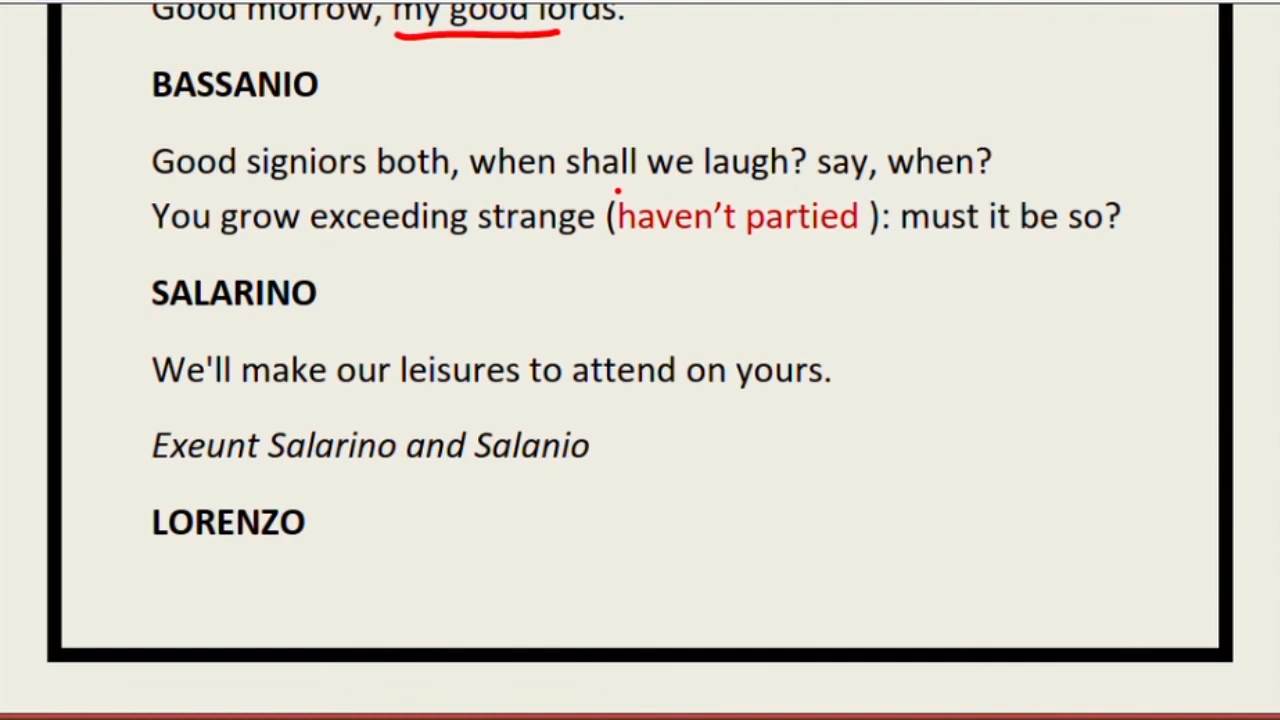 Good morrow, my good lords.
BASSANIO
Good signiors both, when shall we laugh? say, when?
You grow exceeding strange (haven’t partied ): must it be so?
SALARINO
We'll make our leisures to attend on yours.
Exeunt Salarino and Salanio
LORENZO